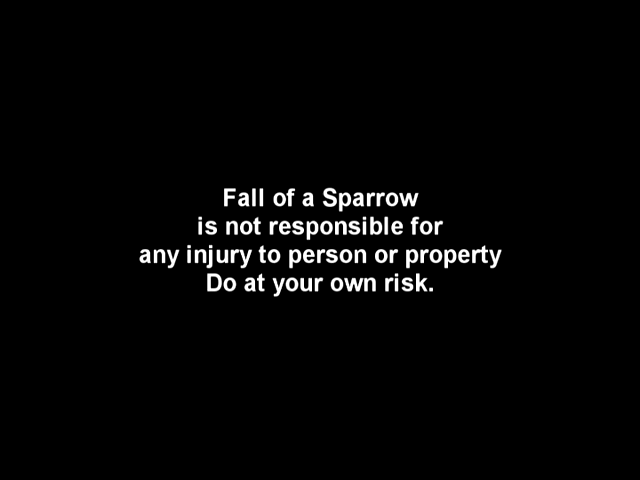 Fall of a Sparrow
is not responsible for
any injury to person or property
Do at your own risk.